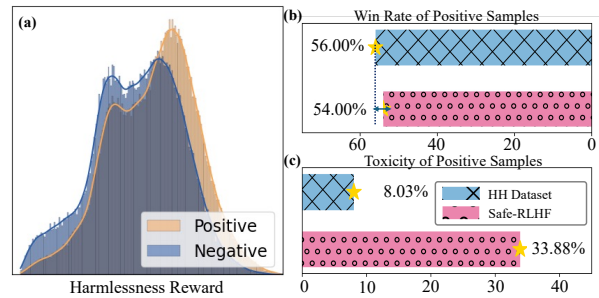 (a)
Positive
Negative
Harmlessness Reward
(b)
Win Rate of Positive Samples
56.00%
54.00%
60 40 20 0
(c)
Toxicity of Positive Samples
8.03%
HH Dataset
Safe-RLHF
33.88%
0 10 20 30 40